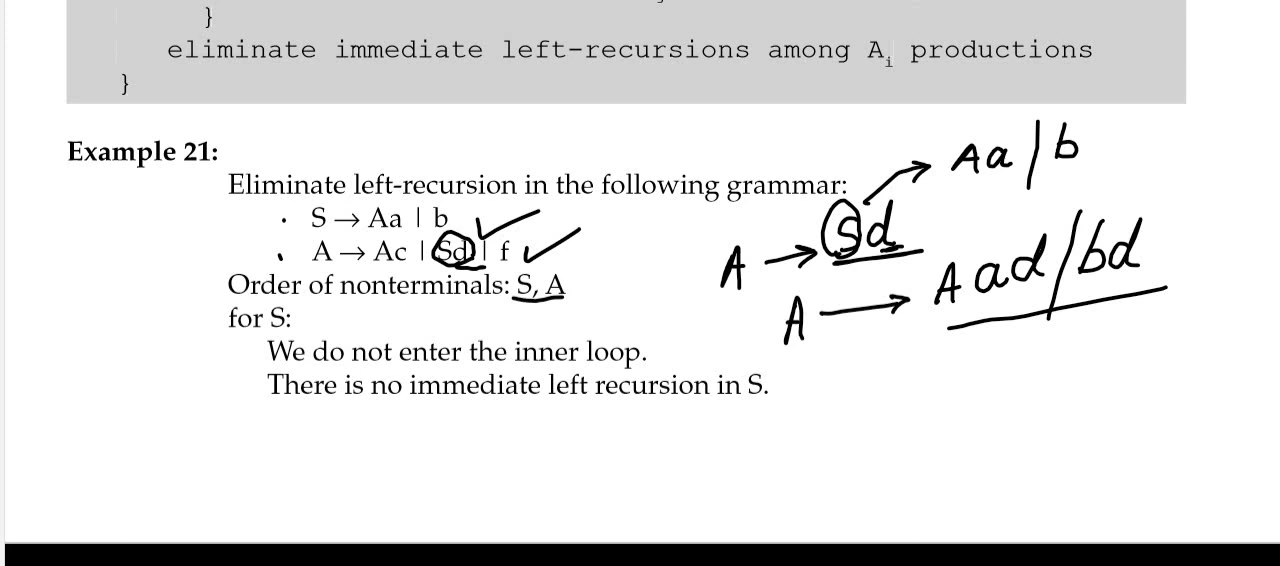 }
eliminate immediate left-recursions among Aᵢ productions
}
Example 21:
Eliminate left-recursion in the following grammar:
· S → Aa | b
· A → Ac | Sd | f
Order of nonterminals: S, A
for S:
We do not enter the inner loop.
There is no immediate left recursion in S.
Aa / b
A → Sd
A → Aad / bd